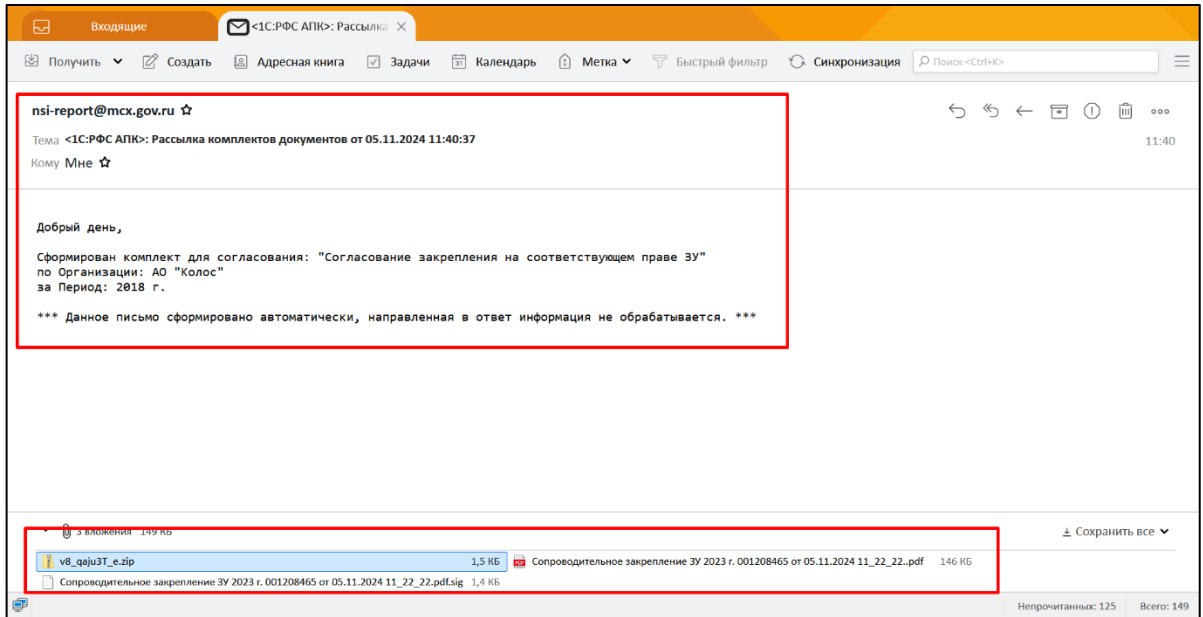 Входящие
<1С:РФС АПК>: Рассылка
Получить Создать Адресная книга Задачи Календарь Метка Быстрый фильтр Синхронизация Поиск <Ctrl+K>
nsi-report@mcx.gov.ru
Тема <1С:РФС АПК>: Рассылка комплектов документов от 05.11.2024 11:40:37
11:40
Кому Мне
Добрый день,
Сформирован комплект для согласования: "Согласование закрепления на соответствующем праве ЗУ"
по Организации: АО "Колос"
за Период: 2018 г.
*** Данное письмо сформировано автоматически, направленная в ответ информация не обрабатывается. ***
3 вложения 149 КБ
Сохранить все
v8_qaju3T_e.zip 1,5 КБ Сопроводительное закрепление ЗУ 2023 г. 001208465 от 05.11.2024 11_22_22..pdf 146 КБ
Сопроводительное закрепление ЗУ 2023 г. 001208465 от 05.11.2024 11_22_22.pdf.sig 1,4 КБ
Непрочитанных: 125 Всего: 149